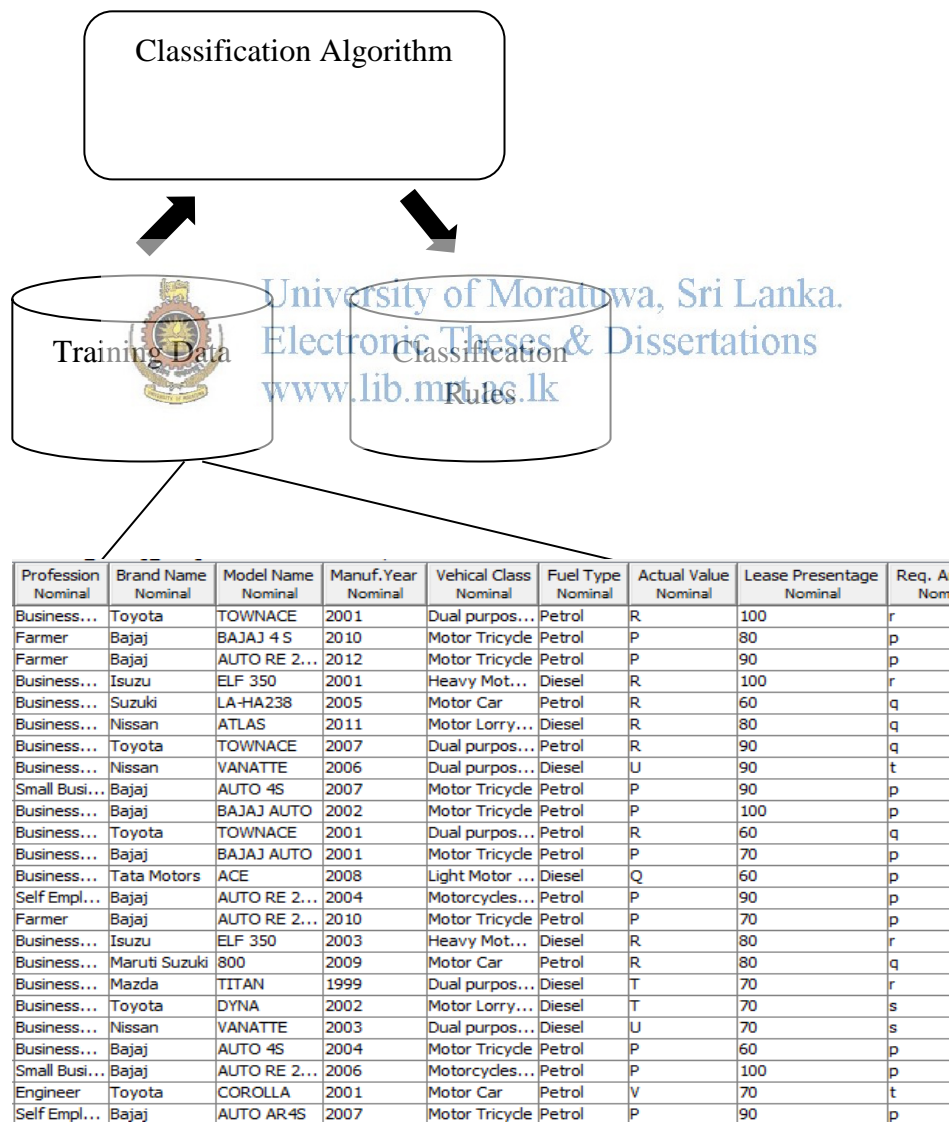 Classification Algorithm
University of Moratuwa, Sri Lanka.
Electronic Theses & Dissertations
www.lib.mrt.ac.lk
Training Data
Classification
Rules
Profession Brand Name Model Name Manuf.Year Vehical Class Fuel Type Actual Value Lease Presentage Req. A
Nominal Nominal Nominal Nominal Nominal Nominal Nominal Nominal Nom
Business... Toyota TOWNACE 2001 Dual purpos... Petrol R 100 r
Farmer Bajaj BAJAJ 4 S 2010 Motor Tricycle Petrol P 80 p
Farmer Bajaj AUTO RE 2... 2012 Motor Tricycle Petrol P 90 p
Business... Isuzu ELF 350 2001 Heavy Mot... Diesel R 100 r
Business... Suzuki LA-HA238 2005 Motor Car Petrol R 60 q
Business... Nissan ATLAS 2011 Motor Lorry... Diesel R 80 q
Business... Toyota TOWNACE 2007 Dual purpos... Petrol R 90 q
Business... Nissan VANATTE 2006 Dual purpos... Diesel U 90 t
Small Busi... Bajaj AUTO 4S 2007 Motor Tricycle Petrol P 90 p
Business... Bajaj BAJAJ AUTO 2002 Motor Tricycle Petrol P 100 p
Business... Toyota TOWNACE 2001 Dual purpos... Petrol R 60 q
Business... Bajaj BAJAJ AUTO 2001 Motor Tricycle Petrol P 70 p
Business... Tata Motors ACE 2008 Light Motor ... Diesel Q 60 p
Self Empl... Bajaj AUTO RE 2... 2004 Motorcycles... Petrol P 90 p
Farmer Bajaj AUTO RE 2... 2010 Motor Tricycle Petrol P 70 p
Business... Isuzu ELF 350 2003 Heavy Mot... Diesel R 80 r
Business... Maruti Suzuki 800 2009 Motor Car Petrol R 80 q
Business... Mazda TITAN 1999 Dual purpos... Diesel T 70 r
Business... Toyota DYNA 2002 Motor Lorry... Diesel T 70 s
Business... Nissan VANATTE 2003 Dual purpos... Diesel U 70 s
Business... Bajaj AUTO 4S 2004 Motor Tricycle Petrol P 60 p
Small Busi... Bajaj AUTO RE 2... 2006 Motorcycles... Petrol P 100 p
Engineer Toyota COROLLA 2001 Motor Car Petrol V 70 t
Self Empl... Bajaj AUTO AR4S 2007 Motor Tricycle Petrol P 90 p